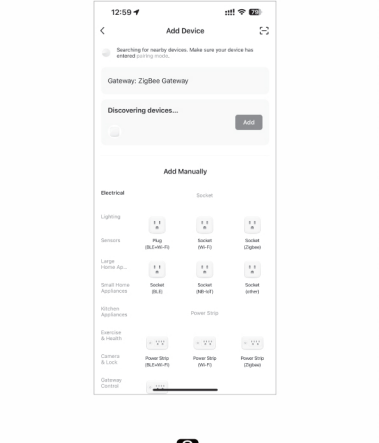 12:59
79
Add Device
Searching for nearby devices. Make sure your device has
entered pairing mode.
Gateway: ZigBee Gateway
Discovering devices...
Add
Add Manually
Electrical
Socket
Lighting
Sensors
Plug
(BLE+Wi-Fi)
Socket
(Wi-Fi)
Socket
(Zigbee)
Large
Home Ap...
Small Home
Appliances
Socket
(BLE)
Socket
(NB-IoT)
Socket
(other)
Kitchen
Appliances
Power Strip
Exercise
& Health
Camera
& Lock
Power Strip
(BLE+Wi-Fi)
Power Strip
(Wi-Fi)
Power Strip
(Zigbee)
Gateway
Control